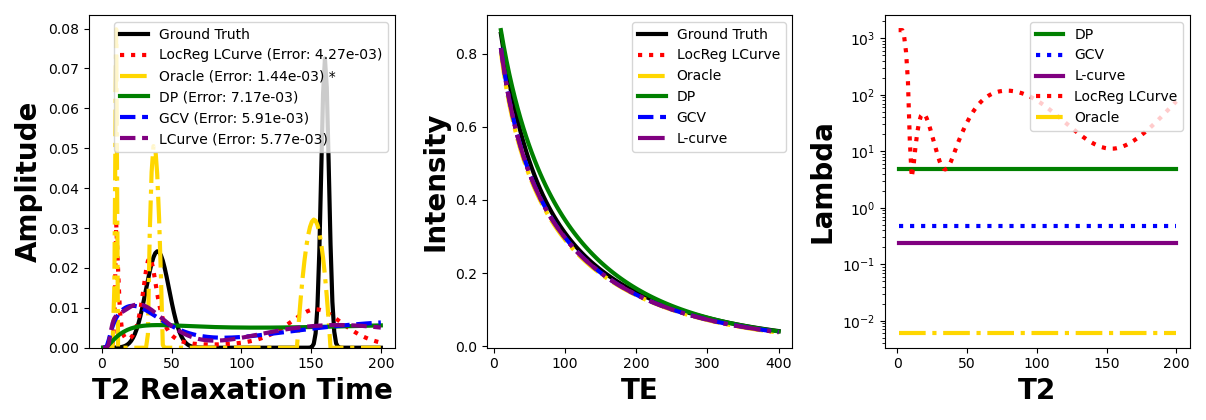 Amplitude
0.08
0.07
0.06
0.05
0.04
0.03
0.02
0.01
0.00
Ground Truth
LocReg LCurve (Error: 4.27e-03)
Oracle (Error: 1.44e-03) *
DP (Error: 7.17e-03)
GCV (Error: 5.91e-03)
LCurve (Error: 5.77e-03)
0 50 100 150 200
T2 Relaxation Time
Intensity
0.8
0.6
0.4
0.2
0.0
Ground Truth
LocReg LCurve
Oracle
DP
GCV
L-curve
0 100 200 300 400
TE
Lambda
10³
10²
10¹
10⁰
10⁻¹
10⁻²
DP
GCV
L-curve
LocReg LCurve
Oracle
0 50 100 150 200
T2